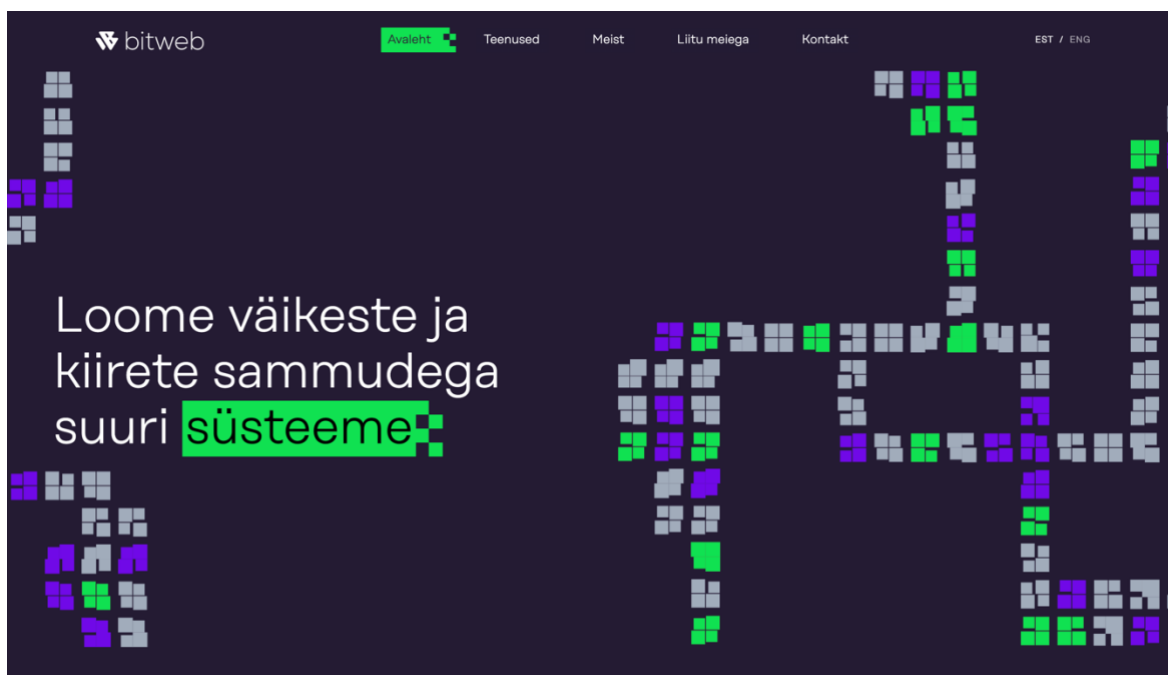 bitweb
Avaleht
Teenused
Meist
Liitu meiega
Kontakt
EST / ENG
Loome väikeste ja
kiirete sammudega
suuri süsteeme